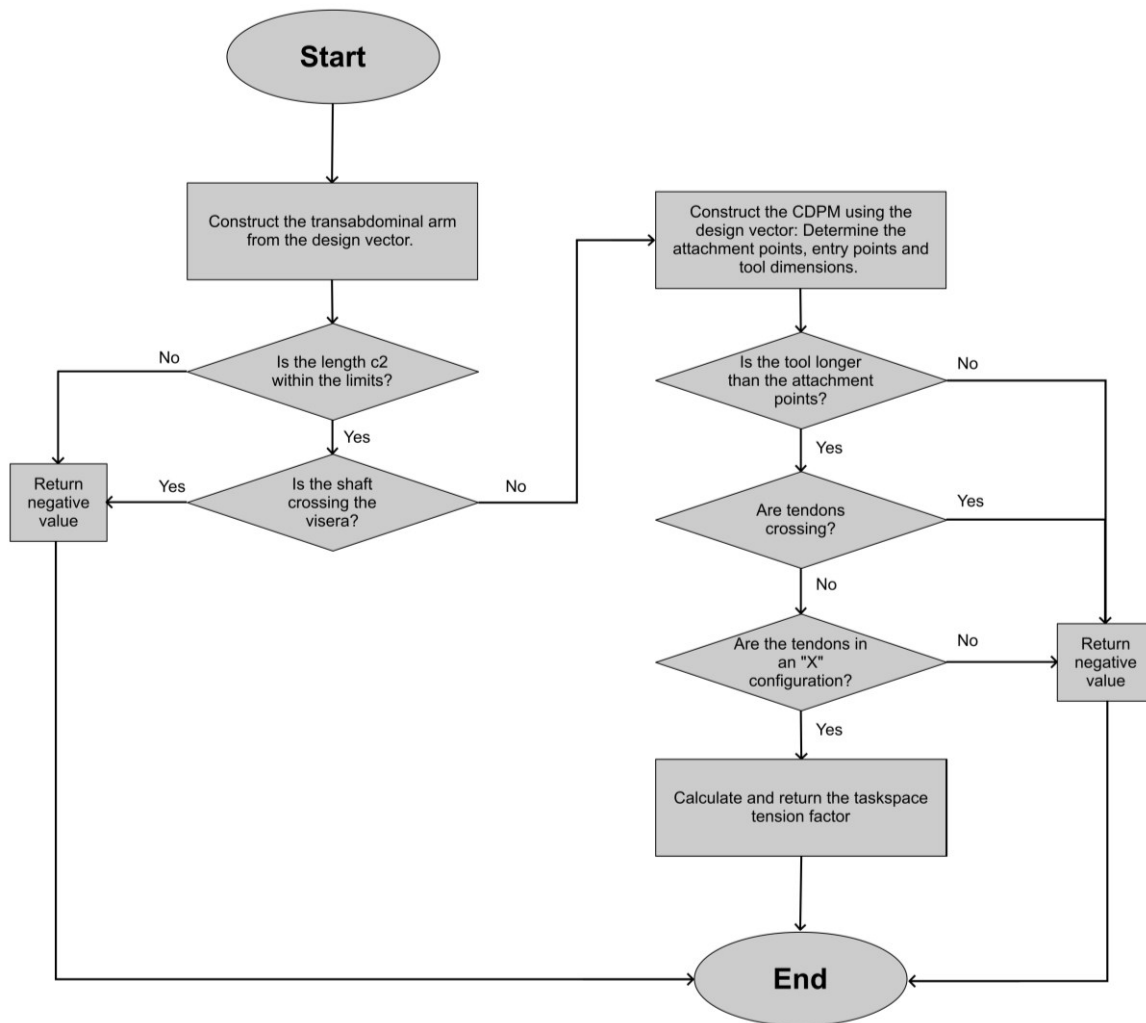 Start
Construct the transabdominal arm
from the design vector.
Is the length c2
within the limits?
No
Yes
Is the shaft
crossing the
visera?
Yes
No
Return
negative
value
Construct the CDPM using the
design vector: Determine the
attachment points, entry points and
tool dimensions.
Is the tool longer
than the attachment
points?
No
Yes
Are tendons
crossing?
Yes
No
Are the tendons in
an "X"
configuration?
No
Yes
Return
negative
value
Calculate and return the taskspace
tension factor
End